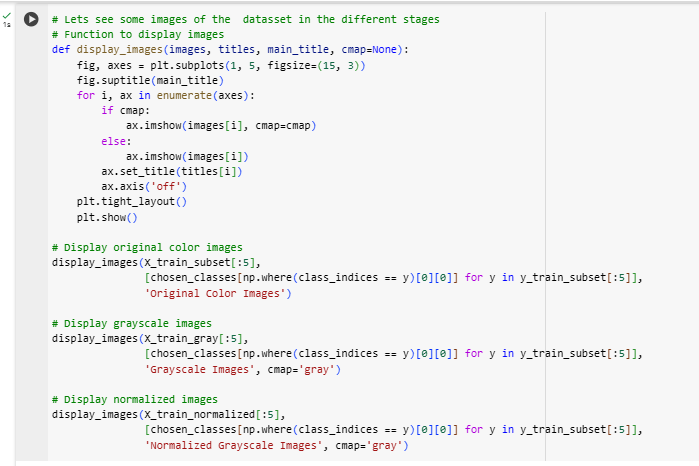 1s
# Lets see some images of the  datasset in the different stages
# Function to display images
def display_images(images, titles, main_title, cmap=None):
    fig, axes = plt.subplots(1, 5, figsize=(15, 3))
    fig.suptitle(main_title)
    for i, ax in enumerate(axes):
        if cmap:
            ax.imshow(images[i], cmap=cmap)
        else:
            ax.imshow(images[i])
        ax.set_title(titles[i])
        ax.axis('off')
    plt.tight_layout()
    plt.show()

# Display original color images
display_images(X_train_subset[:5],
               [chosen_classes[np.where(class_indices == y)[0][0]] for y in y_train_subset[:5]],
               'Original Color Images')

# Display grayscale images
display_images(X_train_gray[:5],
               [chosen_classes[np.where(class_indices == y)[0][0]] for y in y_train_subset[:5]],
               'Grayscale Images', cmap='gray')

# Display normalized images
display_images(X_train_normalized[:5],
               [chosen_classes[np.where(class_indices == y)[0][0]] for y in y_train_subset[:5]],
               'Normalized Grayscale Images', cmap='gray')